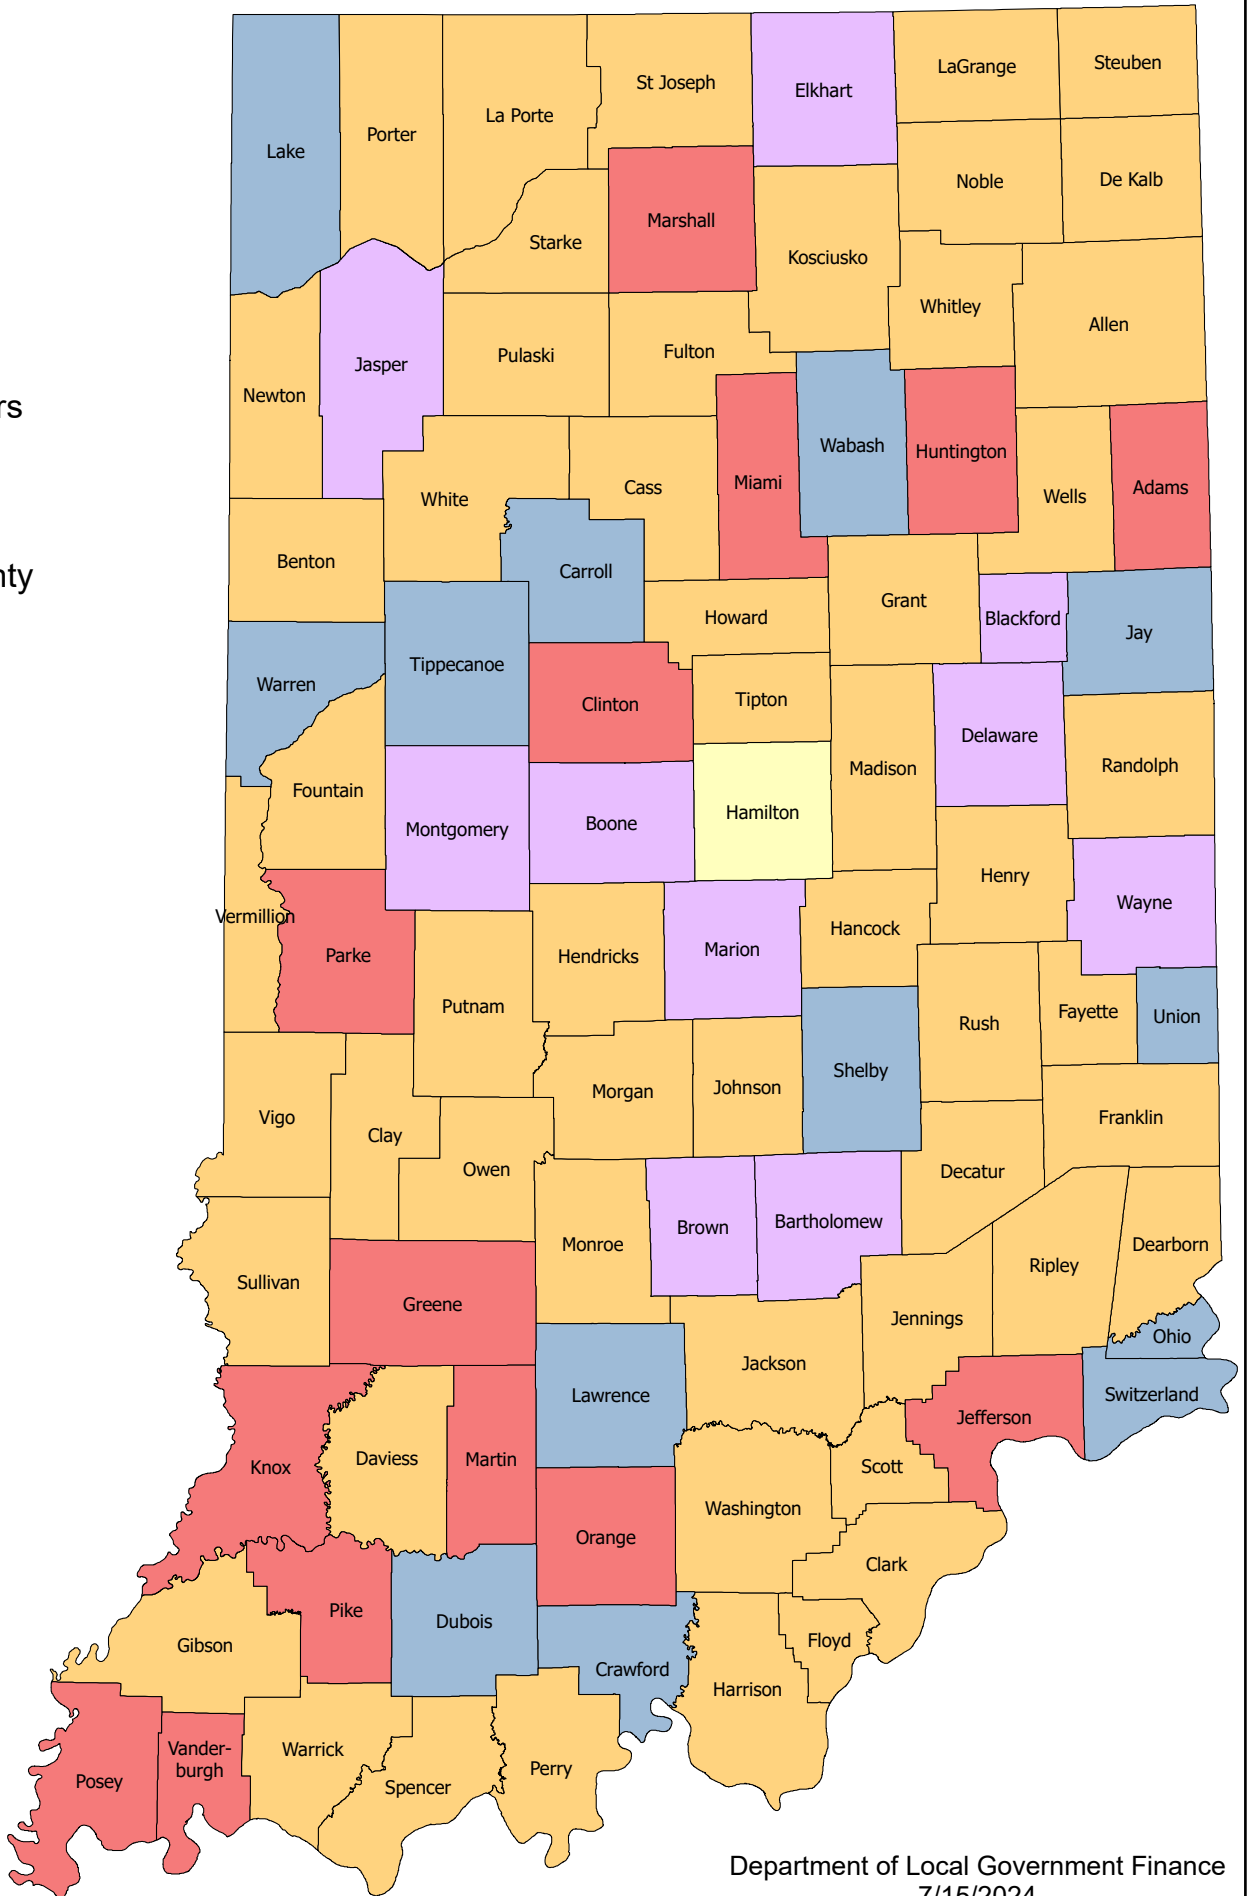 LaGrange
Steuben
St Joseph
Elkhart
La Porte
Porter
Lake
Noble
De Kalb
Marshall
Starke
Kosciusko
Whitley
Allen
Fulton
Pulaski
Jasper
Newton
rs
Wabash
Huntington
Miami
Cass
Adams
Wells
White
Benton
Carroll
nty
Grant
Howard
Blackford
Jay
Tippecanoe
Warren
Tipton
Clinton
Delaware
Randolph
Madison
Fountain
Hamilton
Boone
Montgomery
Henry
Wayne
Vermillion
Hancock
Marion
Parke
Hendricks
Putnam
Fayette
Union
Rush
Shelby
Johnson
Morgan
Vigo
Franklin
Clay
Owen
Decatur
Bartholomew
Brown
Monroe
Dearborn
Ripley
Sullivan
Greene
Jennings
Ohio
Jackson
Lawrence
Switzerland
Jefferson
Daviess
Martin
Knox
Scott
Washington
Orange
Clark
Pike
Dubois
Floyd
Gibson
Crawford
Harrison
Warrick
Vander-
burgh
Perry
Posey
Spencer
Department of Local Government Finance
7/15/2024